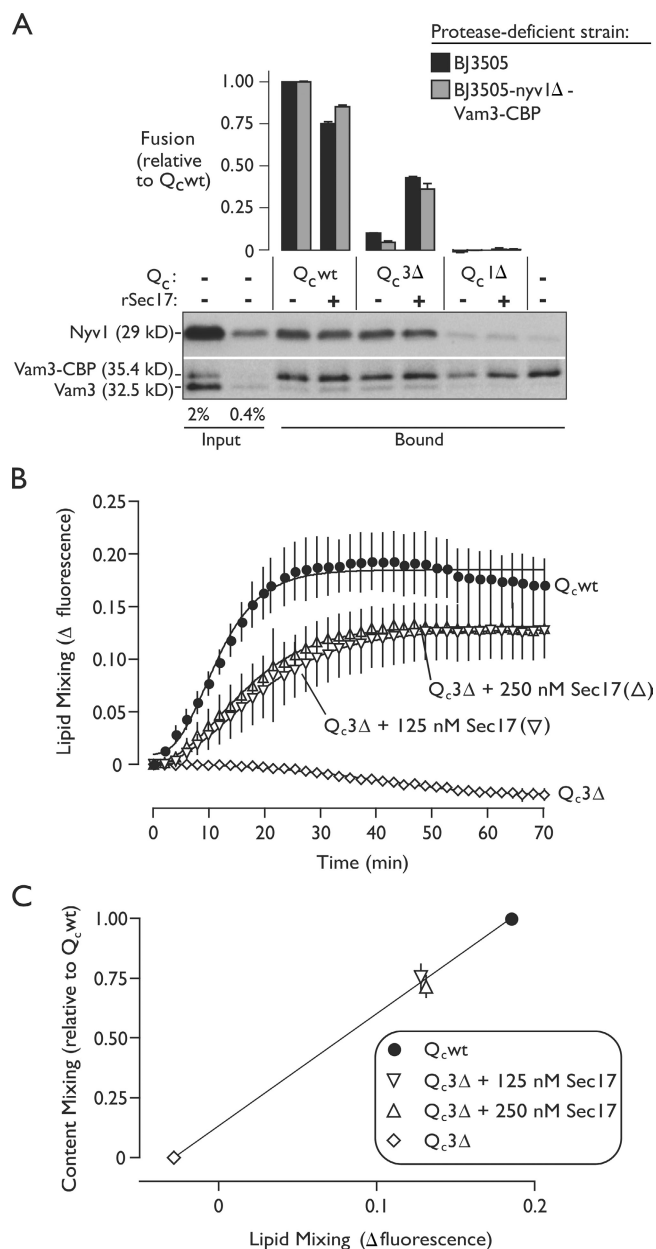 A
Protease-deficient strain:
BJ3505
BJ3505-nyv1Δ -
Vam3-CBP
1.00
0.75
0.50
0.25
0
Fusion
(relative
to Qcwt)
Qc: - - Qcwt Qc3Δ Qc1Δ -
rSec17: - - - + - + - + -
Nyv1 (29 kD)
Vam3-CBP (35.4 kD)
Vam3 (32.5 kD)
2% 0.4%
Input Bound
B
0.25
0.20
0.15
0.10
0.05
0
Lipid Mixing (Δ fluorescence)
Qcwt
Qc3Δ + 250 nM Sec17(Δ)
Qc3Δ + 125 nM Sec17(∇)
Qc3Δ
0 10 20 30 40 50 60 70
Time (min)
C
1.00
0.75
0.50
0.25
0
Content Mixing (relative to Qcwt)
Qcwt
Qc3Δ + 125 nM Sec17
Qc3Δ + 250 nM Sec17
Qc3Δ
0 0.1 0.2
Lipid Mixing (Δfluorescence)